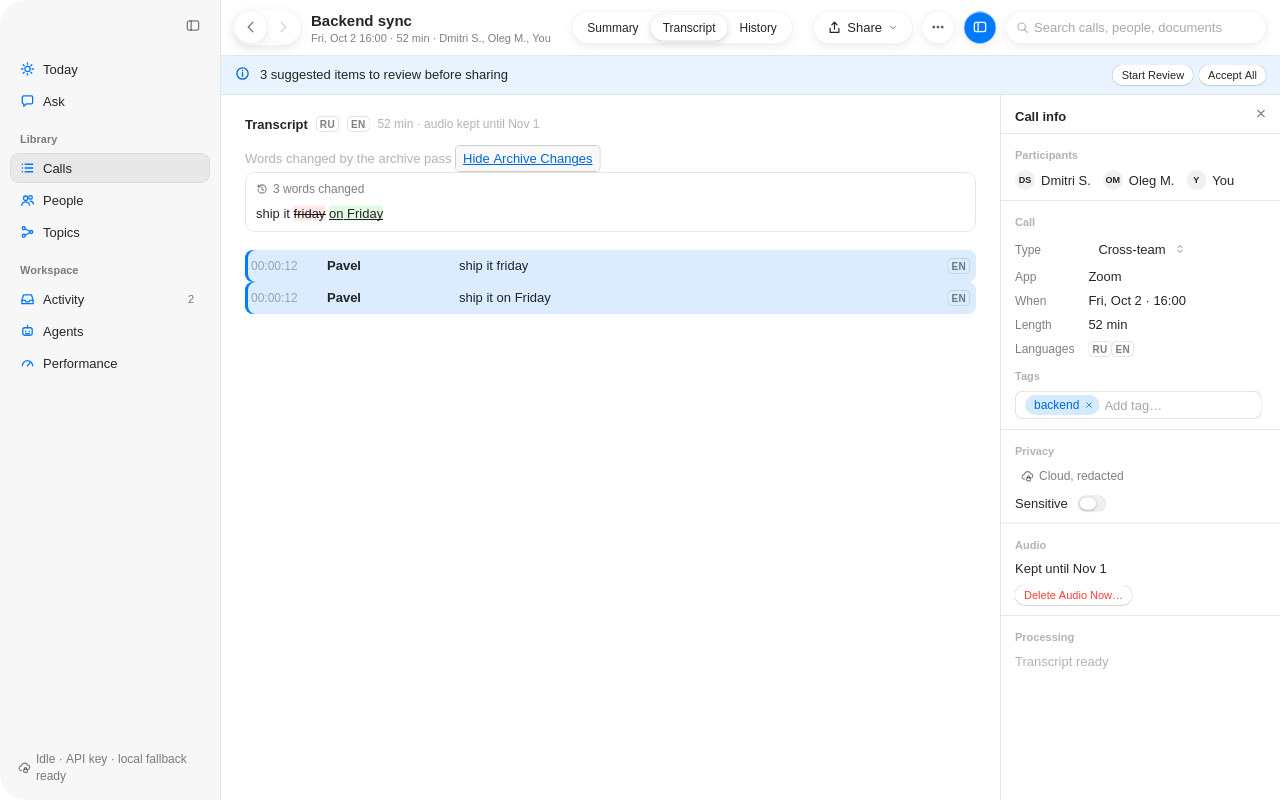 Today
Ask
Library
Calls
People
Topics
Workspace
Activity 2
Agents
Performance
Idle · API key · local fallback
ready
Backend sync
Fri, Oct 2 16:00 · 52 min · Dmitri S., Oleg M., You
Summary Transcript History
Share
Search calls, people, documents
3 suggested items to review before sharing
Start Review Accept All
Transcript RU EN 52 min · audio kept until Nov 1
Words changed by the archive pass Hide Archive Changes
3 words changed
ship it friday on Friday
00:00:12 Pavel ship it friday EN
00:00:12 Pavel ship it on Friday EN
Call info
Participants
DS Dmitri S. OM Oleg M. Y You
Call
Type Cross-team
App Zoom
When Fri, Oct 2 · 16:00
Length 52 min
Languages RU EN
Tags
backend × Add tag…
Privacy
Cloud, redacted
Sensitive
Audio
Kept until Nov 1
Delete Audio Now…
Processing
Transcript ready